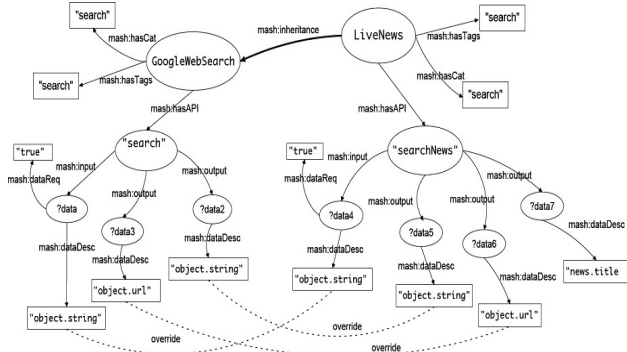 "search"
mash:inheritance
LiveNews
"search"
mash:hasCat
mash:hasTags
GoogleWebSearch
"search"
mash:hasTags
mash:hasCat
"search"
mash:hasAPI
mash:hasAPI
"true"
"search"
"true"
"searchNews"
mash:input
mash:output
mash:input
mash:output
mash:dataReq
mash:output
mash:dataReq
mash:output
mash:output
?data
?data2
?data4
?data7
?data3
?data5
?data6
mash:dataDesc
mash:dataDesc
mash:dataDesc
mash:dataDesc
mash:dataDesc
mash:dataDesc
mash:dataDesc
"object.string"
"object.string"
"news.title
"object.url"
"object.string"
"object.string"
"object.url"
override
override
override